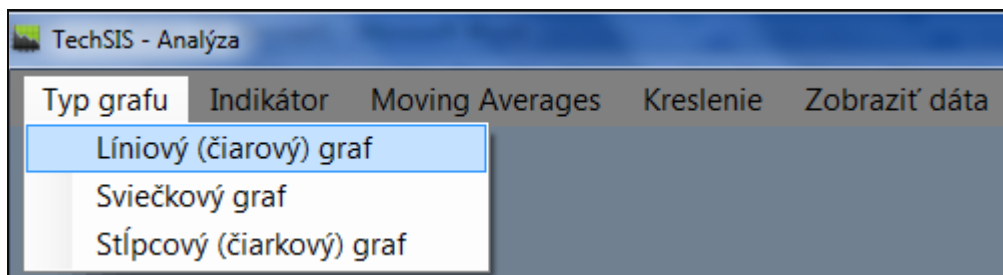 TechSIS - Analýza
Typ grafu Indikátor Moving Averages Kreslenie Zobraziť dáta
Líniový (čiarový) graf
Sviečkový graf
Stĺpcový (čiarkový) graf